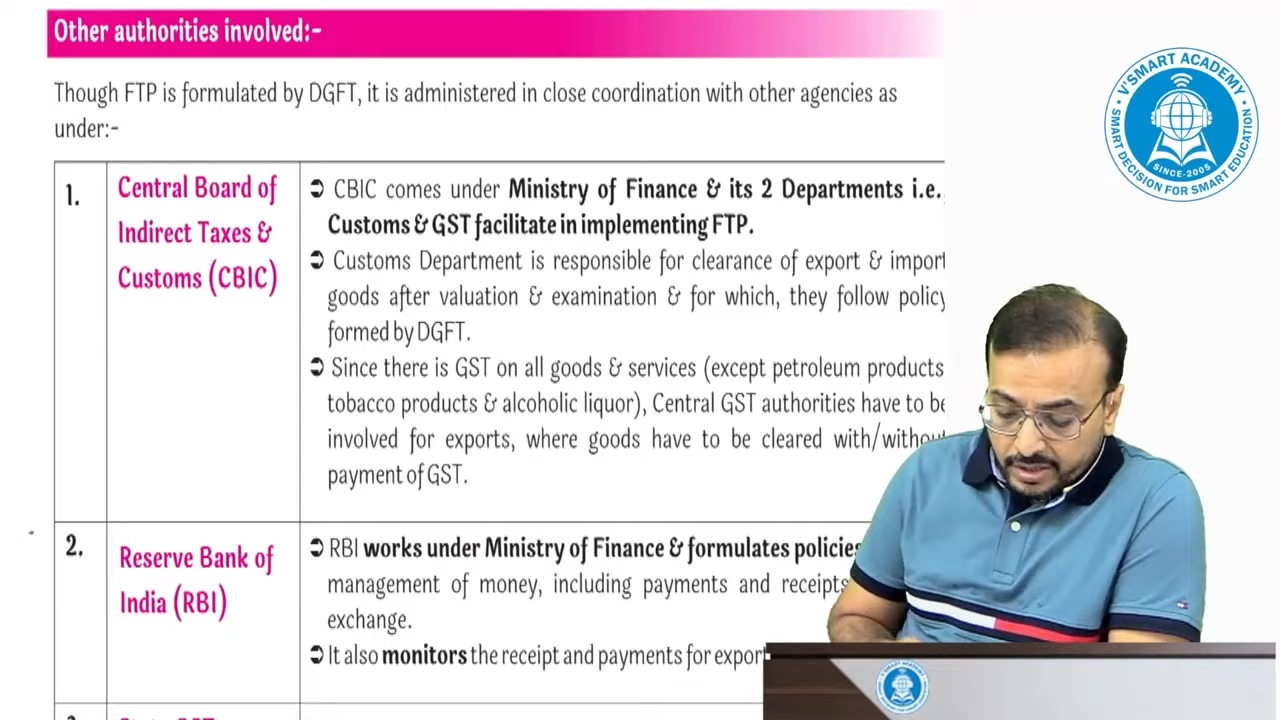 Other authorities involved:-
Though FTP is formulated by DGFT, it is administered in close coordination with other agencies as
under:-
1.
Central Board of
Indirect Taxes &
Customs (CBIC)
➲ CBIC comes under Ministry of Finance & its 2 Departments i.e.,
Customs & GST facilitate in implementing FTP.
➲ Customs Department is responsible for clearance of export & import
goods after valuation & examination & for which, they follow policy
formed by DGFT.
➲ Since there is GST on all goods & services (except petroleum products
tobacco products & alcoholic liquor), Central GST authorities have to be
involved for exports, where goods have to be cleared with/without
payment of GST.
2.
Reserve Bank of
India (RBI)
➲ RBI works under Ministry of Finance & formulates policies
management of money, including payments and receipts
exchange.
➲ It also monitors the receipt and payments for export
V'SMART ACADEMY
SINCE-2005
SMART DECISION FOR SMART EDUCATION